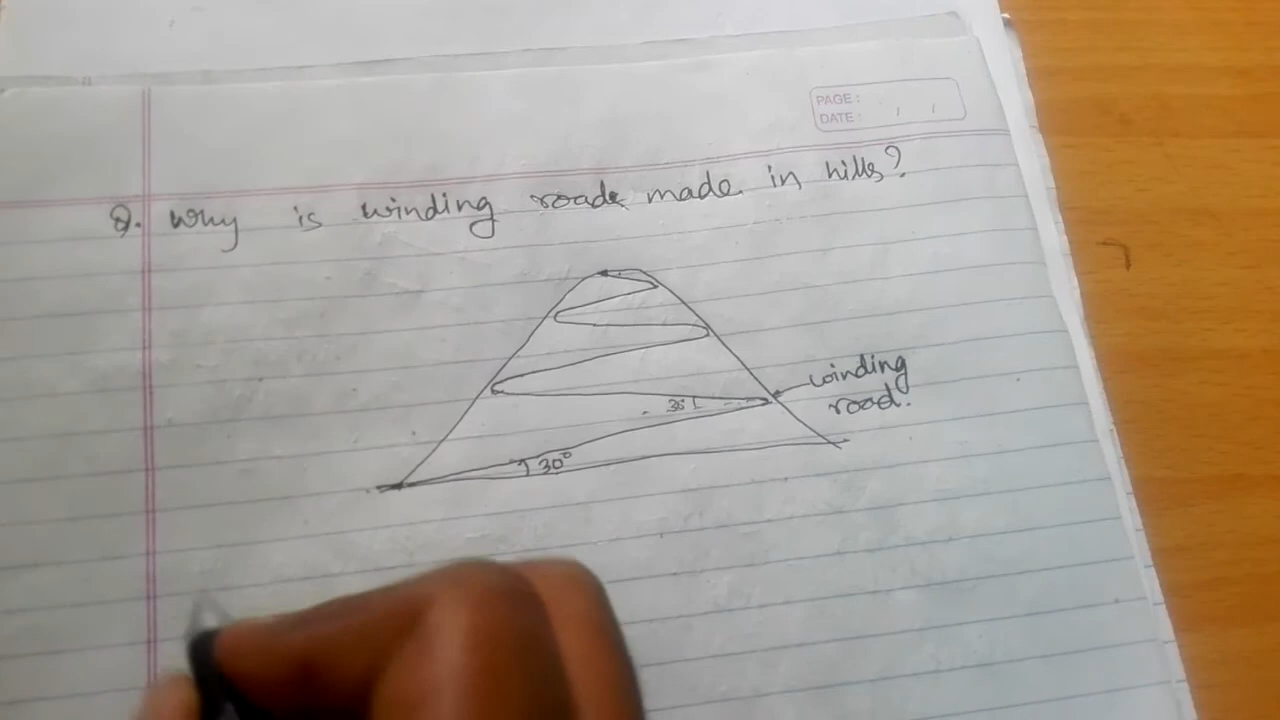 PAGE:
DATE: / /
Q. Why is winding roads made in hills?
30°
winding
road.
30°